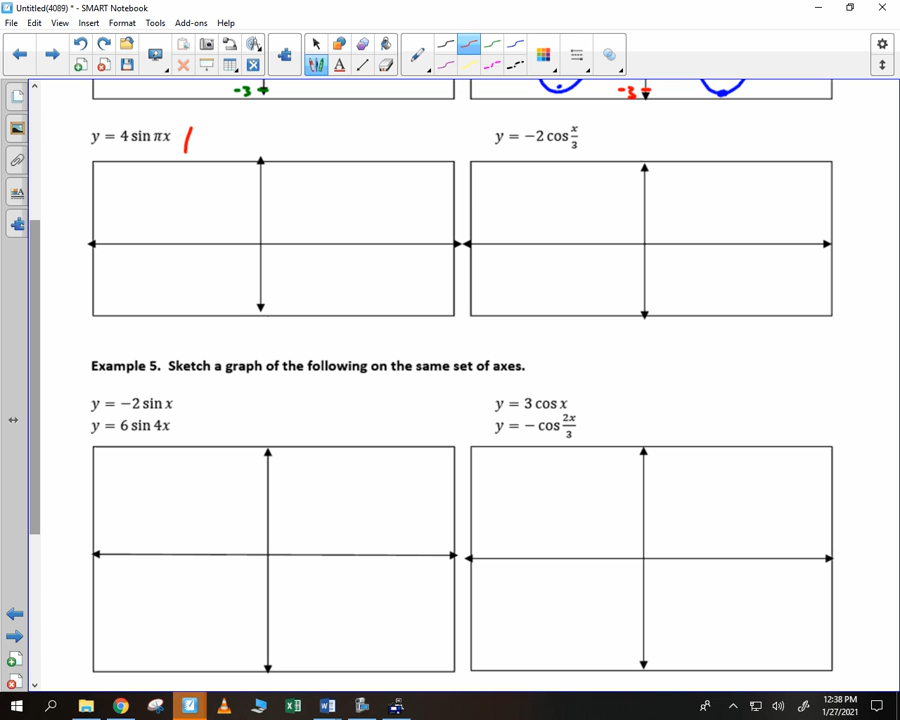 Untitled(4089) * - SMART Notebook
File Edit View Insert Format Tools Add-ons Help
-3
-3
y = 4 sin πx
y = −2 cos x/3
Example 5. Sketch a graph of the following on the same set of axes.
y = −2 sin x
y = 6 sin 4x
y = 3 cos x
y = − cos 2x/3
12:38 PM
1/27/2021